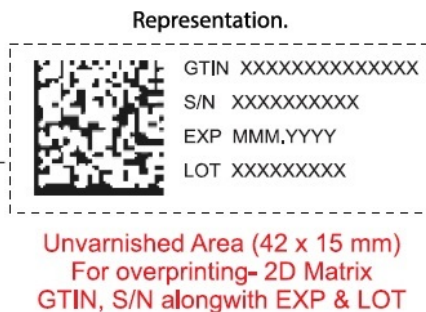 Representation.
GTIN XXXXXXXXXXXXXX
S/N XXXXXXXXXX
EXP MMM.YYYY
LOT XXXXXXXXX
Unvarnished Area (42 x 15 mm)
For overprinting- 2D Matrix
GTIN, S/N alongwith EXP & LOT